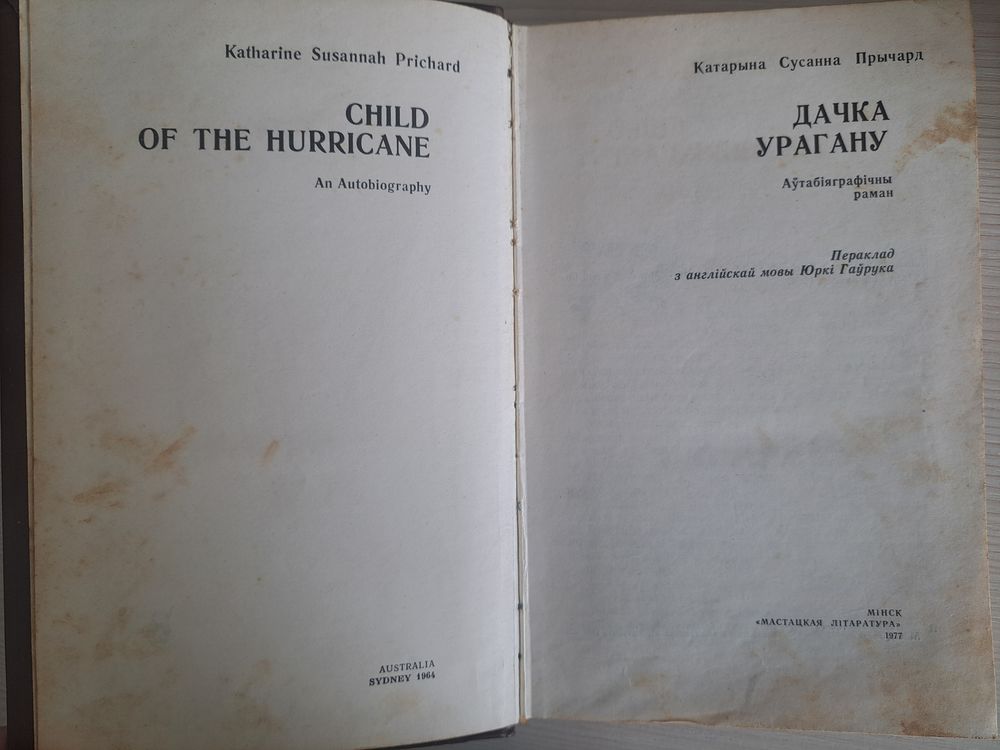 Katharine Susannah Prichard
CHILD
OF THE HURRICANE
An Autobiography
AUSTRALIA
SYDNEY 1964
Катарына Сусанна Прычард
ДАЧКА
УРАГАНУ
Аўтабіяграфічны
раман
Пераклад
з англійскай мовы Юркі Гаўрука
МІНСК
«МАСТАЦКАЯ ЛІТАРАТУРА»
1977